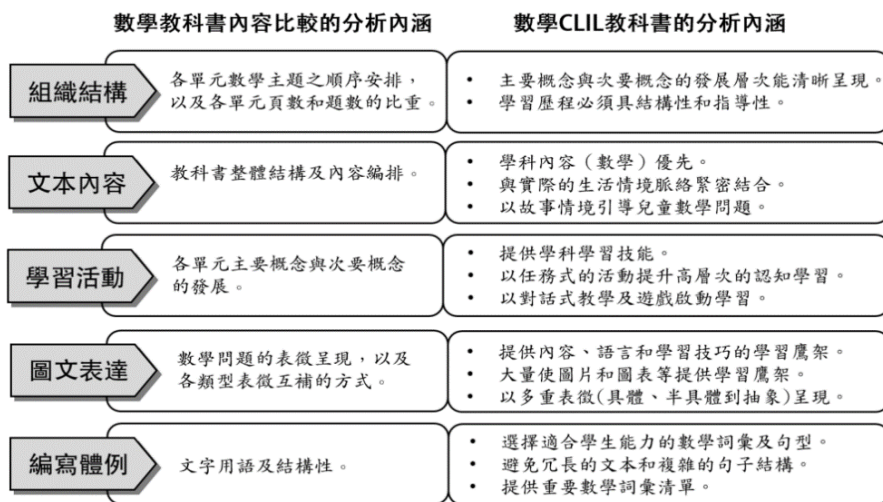 數學教科書內容比較的分析內涵
數學CLIL教科書的分析內涵
組織結構
各單元數學主題之順序安排，
以及各單元頁數和題數的比重。
• 主要概念與次要概念的發展層次能清晰呈現。
• 學習歷程必須具結構性和指導性。
文本內容
教科書整體結構及內容編排。
• 學科內容（數學）優先。
• 與實際的生活情境脈絡緊密結合。
• 以故事情境引導兒童數學問題。
學習活動
各單元主要概念與次要概念
的發展。
• 提供學科學習技能。
• 以任務式的活動提升高層次的認知學習。
• 以對話式教學及遊戲啟動學習。
圖文表達
數學問題的表徵呈現，以及
各類型表徵互補的方式。
• 提供內容、語言和學習技巧的學習鷹架。
• 大量使圖片和圖表等提供學習鷹架。
• 以多重表徵(具體、半具體到抽象)呈現。
編寫體例
文字用語及結構性。
• 選擇適合學生能力的數學詞彙及句型。
• 避免冗長的文本和複雜的句子結構。
• 提供重要數學詞彙清單。